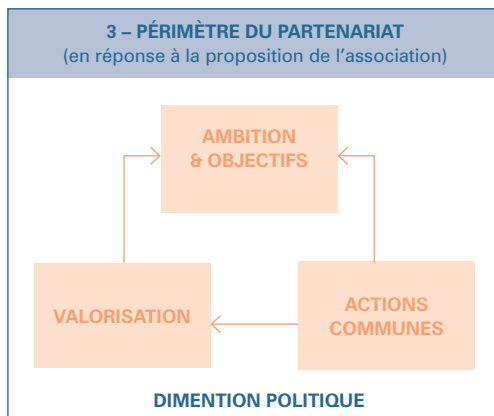 3 – PÉRIMÈTRE DU PARTENARIAT
(en réponse à la proposition de l’association)
AMBITION
& OBJECTIFS
VALORISATION
ACTIONS
COMMUNES
DIMENTION POLITIQUE